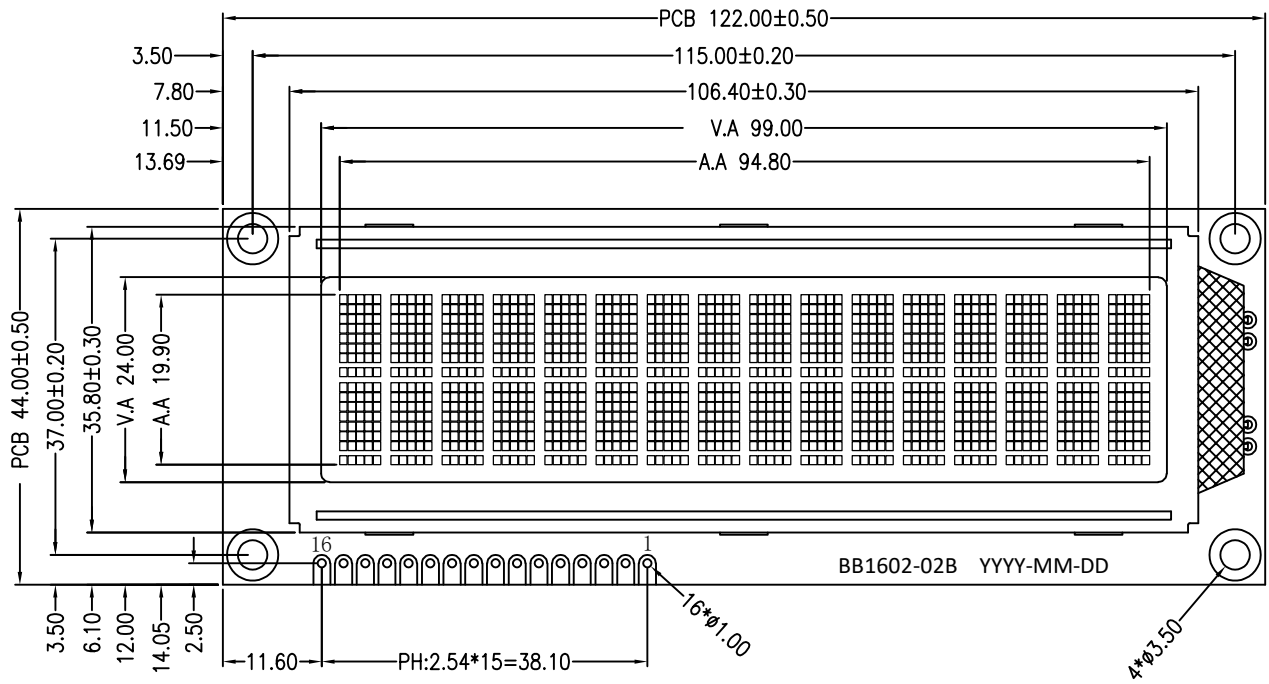 PCB 122.00±0.50
3.50
115.00±0.20
7.80
106.40±0.30
11.50
V.A 99.00
13.69
A.A 94.80
PCB 44.00±0.50
37.00±0.20
35.80±0.30
V.A 24.00
A.A 19.90
16
1
BB1602-02B YYYY-MM-DD
3.50
6.10
12.00
14.05
2.50
11.60
PH:2.54*15=38.10
16*ø1.00
4*ø3.50